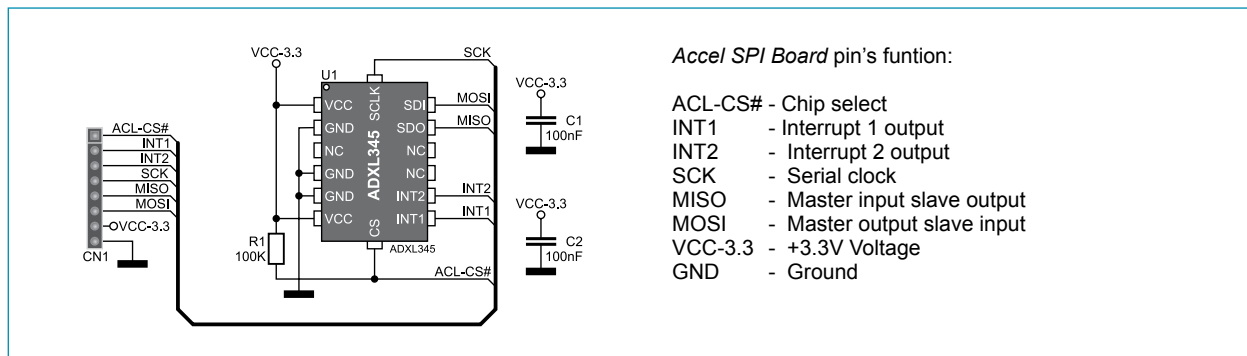 ACL-CS#
INT1
INT2
SCK
MISO
MOSI
VCC-3.3
CN1
VCC-3.3
R1
100K
U1
VCC
GND
NC
GND
GND
VCC
SCLK
ADXL345
CS
SDI
SDO
NC
NC
INT2
INT1
ADXL345
SCK
MOSI
MISO
INT2
INT1
ACL-CS#
VCC-3.3
C1
100nF
VCC-3.3
C2
100nF
Accel SPI Board pin's funtion:
ACL-CS# - Chip select
INT1 - Interrupt 1 output
INT2 - Interrupt 2 output
SCK - Serial clock
MISO - Master input slave output
MOSI - Master output slave input
VCC-3.3 - +3.3V Voltage
GND - Ground